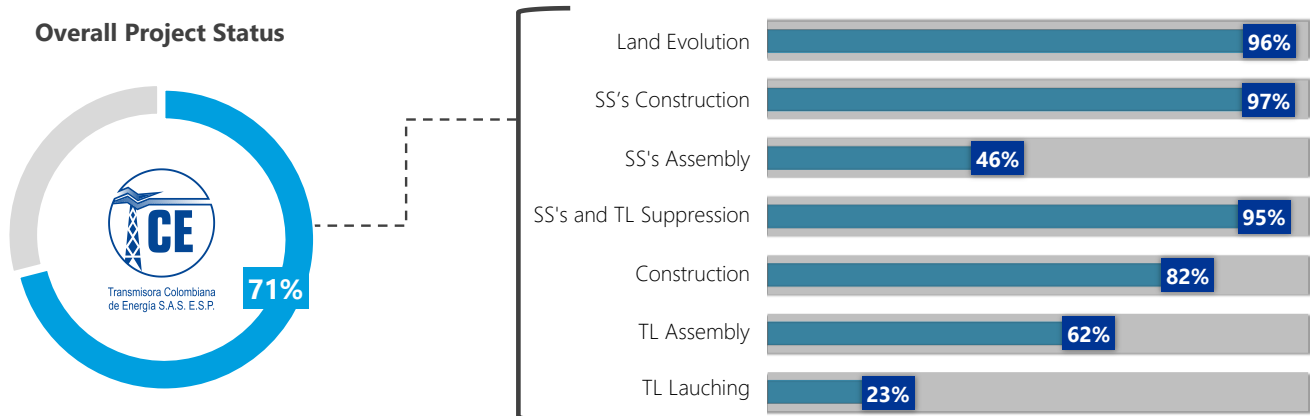 Overall Project Status
TCE
Transmisora Colombiana
de Energía S.A.S. E.S.P.
71%
Land Evolution
96%
SS's Construction
97%
SS's Assembly
46%
SS's and TL Suppression
95%
Construction
82%
TL Assembly
62%
TL Lauching
23%